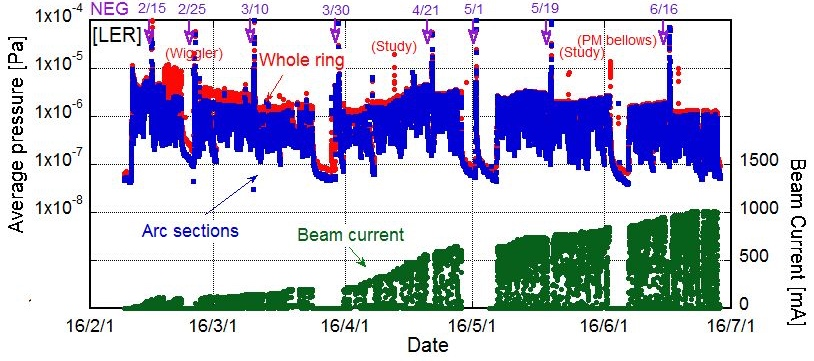 NEG 2/15 2/25 3/10 3/30 4/21 5/1 5/19 6/16
1x10^-4
[LER]
(Wiggler)
Whole ring
(Study)
(PM bellows)
(Study)
1x10^-5
1x10^-6
1x10^-7
1x10^-8
Average pressure [Pa]
Arc sections
Beam current
1500
1000
500
0
Beam Current [mA]
16/2/1 16/3/1 16/4/1 16/5/1 16/6/1 16/7/1
Date